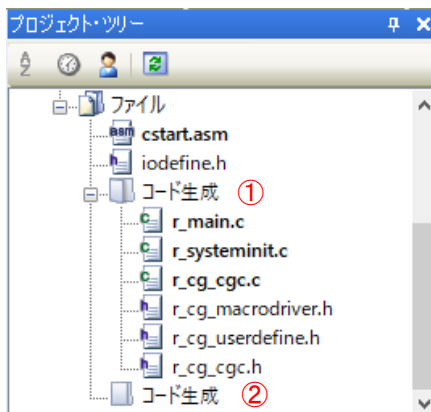 プロジェクト・ツリー
ファイル
asm cstart.asm
h iodefine.h
コード生成 ①
c r_main.c
c r_systeminit.c
c r_cg_cgc.c
h r_cg_macrodriver.h
h r_cg_userdefine.h
h r_cg_cgc.h
コード生成 ②